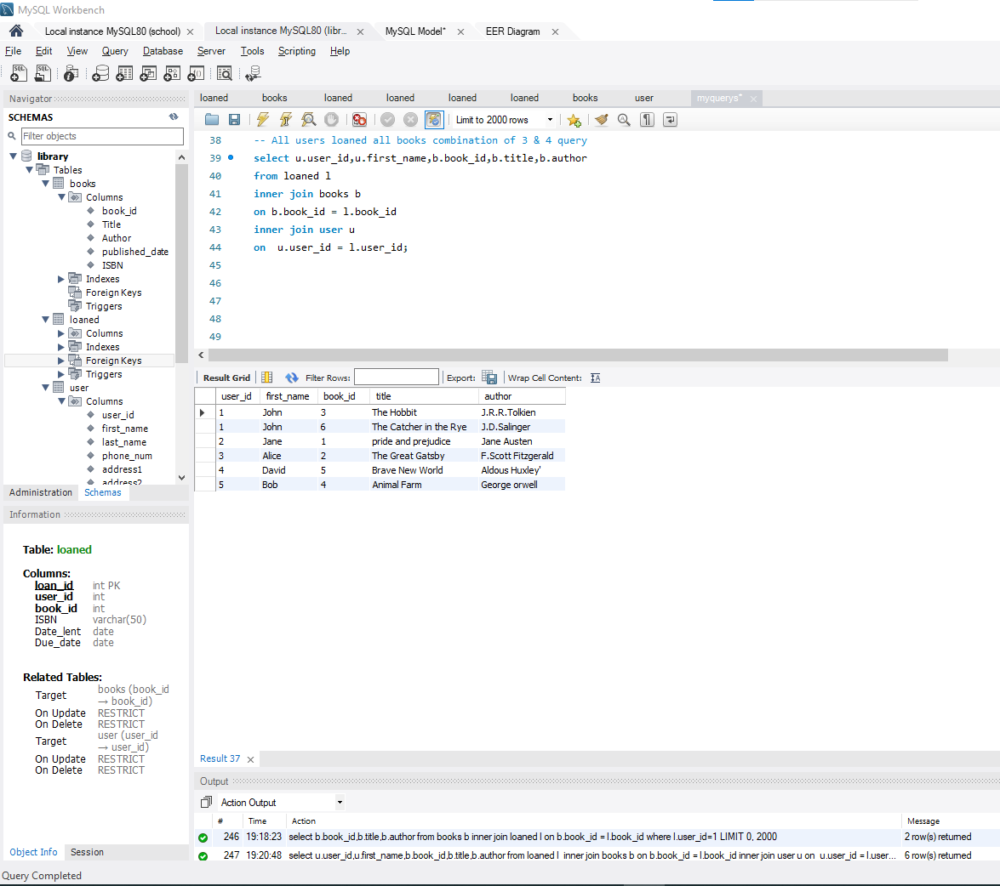 MySQL Workbench
Local instance MySQL80 (school) Local instance MySQL80 (libr... MySQL Model* EER Diagram
File Edit View Query Database Server Tools Scripting Help
Navigator
SCHEMAS
Filter objects
library
Tables
books
Columns
book_id
Title
Author
published_date
ISBN
Indexes
Foreign Keys
Triggers
loaned
Columns
Indexes
Foreign Keys
Triggers
user
Columns
user_id
first_name
last_name
phone_num
address1
address2
Administration Schemas
Information
Table: loaned
Columns:
loan_id int PK
user_id int
book_id int
ISBN varchar(50)
Date_lent date
Due_date date
Related Tables:
Target books (book_id
→ book_id)
On Update RESTRICT
On Delete RESTRICT
Target user (user_id
→ user_id)
On Update RESTRICT
On Delete RESTRICT
Object Info Session
Query Completed
loaned books loaned loaned loaned loaned books user myquerys*
Limit to 2000 rows
38 -- All users loaned all books combination of 3 & 4 query
39 select u.user_id,u.first_name,b.book_id,b.title,b.author
40 from loaned l
41 inner join books b
42 on b.book_id = l.book_id
43 inner join user u
44 on  u.user_id = l.user_id;
45
46
47
48
49
Result Grid Filter Rows: Export: Wrap Cell Content:
user_id first_name book_id title author
1 John 3 The Hobbit J.R.R.Tolkien
1 John 6 The Catcher in the Rye J.D.Salinger
2 Jane 1 pride and prejudice Jane Austen
3 Alice 2 The Great Gatsby F.Scott Fitzgerald
4 David 5 Brave New World Aldous Huxley'
5 Bob 4 Animal Farm George orwell
Result 37
Output
Action Output
# Time Action Message
246 19:18:23 select b.book_id,b.title,b.author from books b inner join loaned l on b.book_id = l.book_id where l.user_id=1 LIMIT 0, 2000 2 row(s) returned
247 19:20:48 select u.user_id,u.first_name,b.book_id,b.title,b.author from loaned l  inner join books b on b.book_id = l.book_id inner join user u on  u.user_id = l.user... 6 row(s) returned